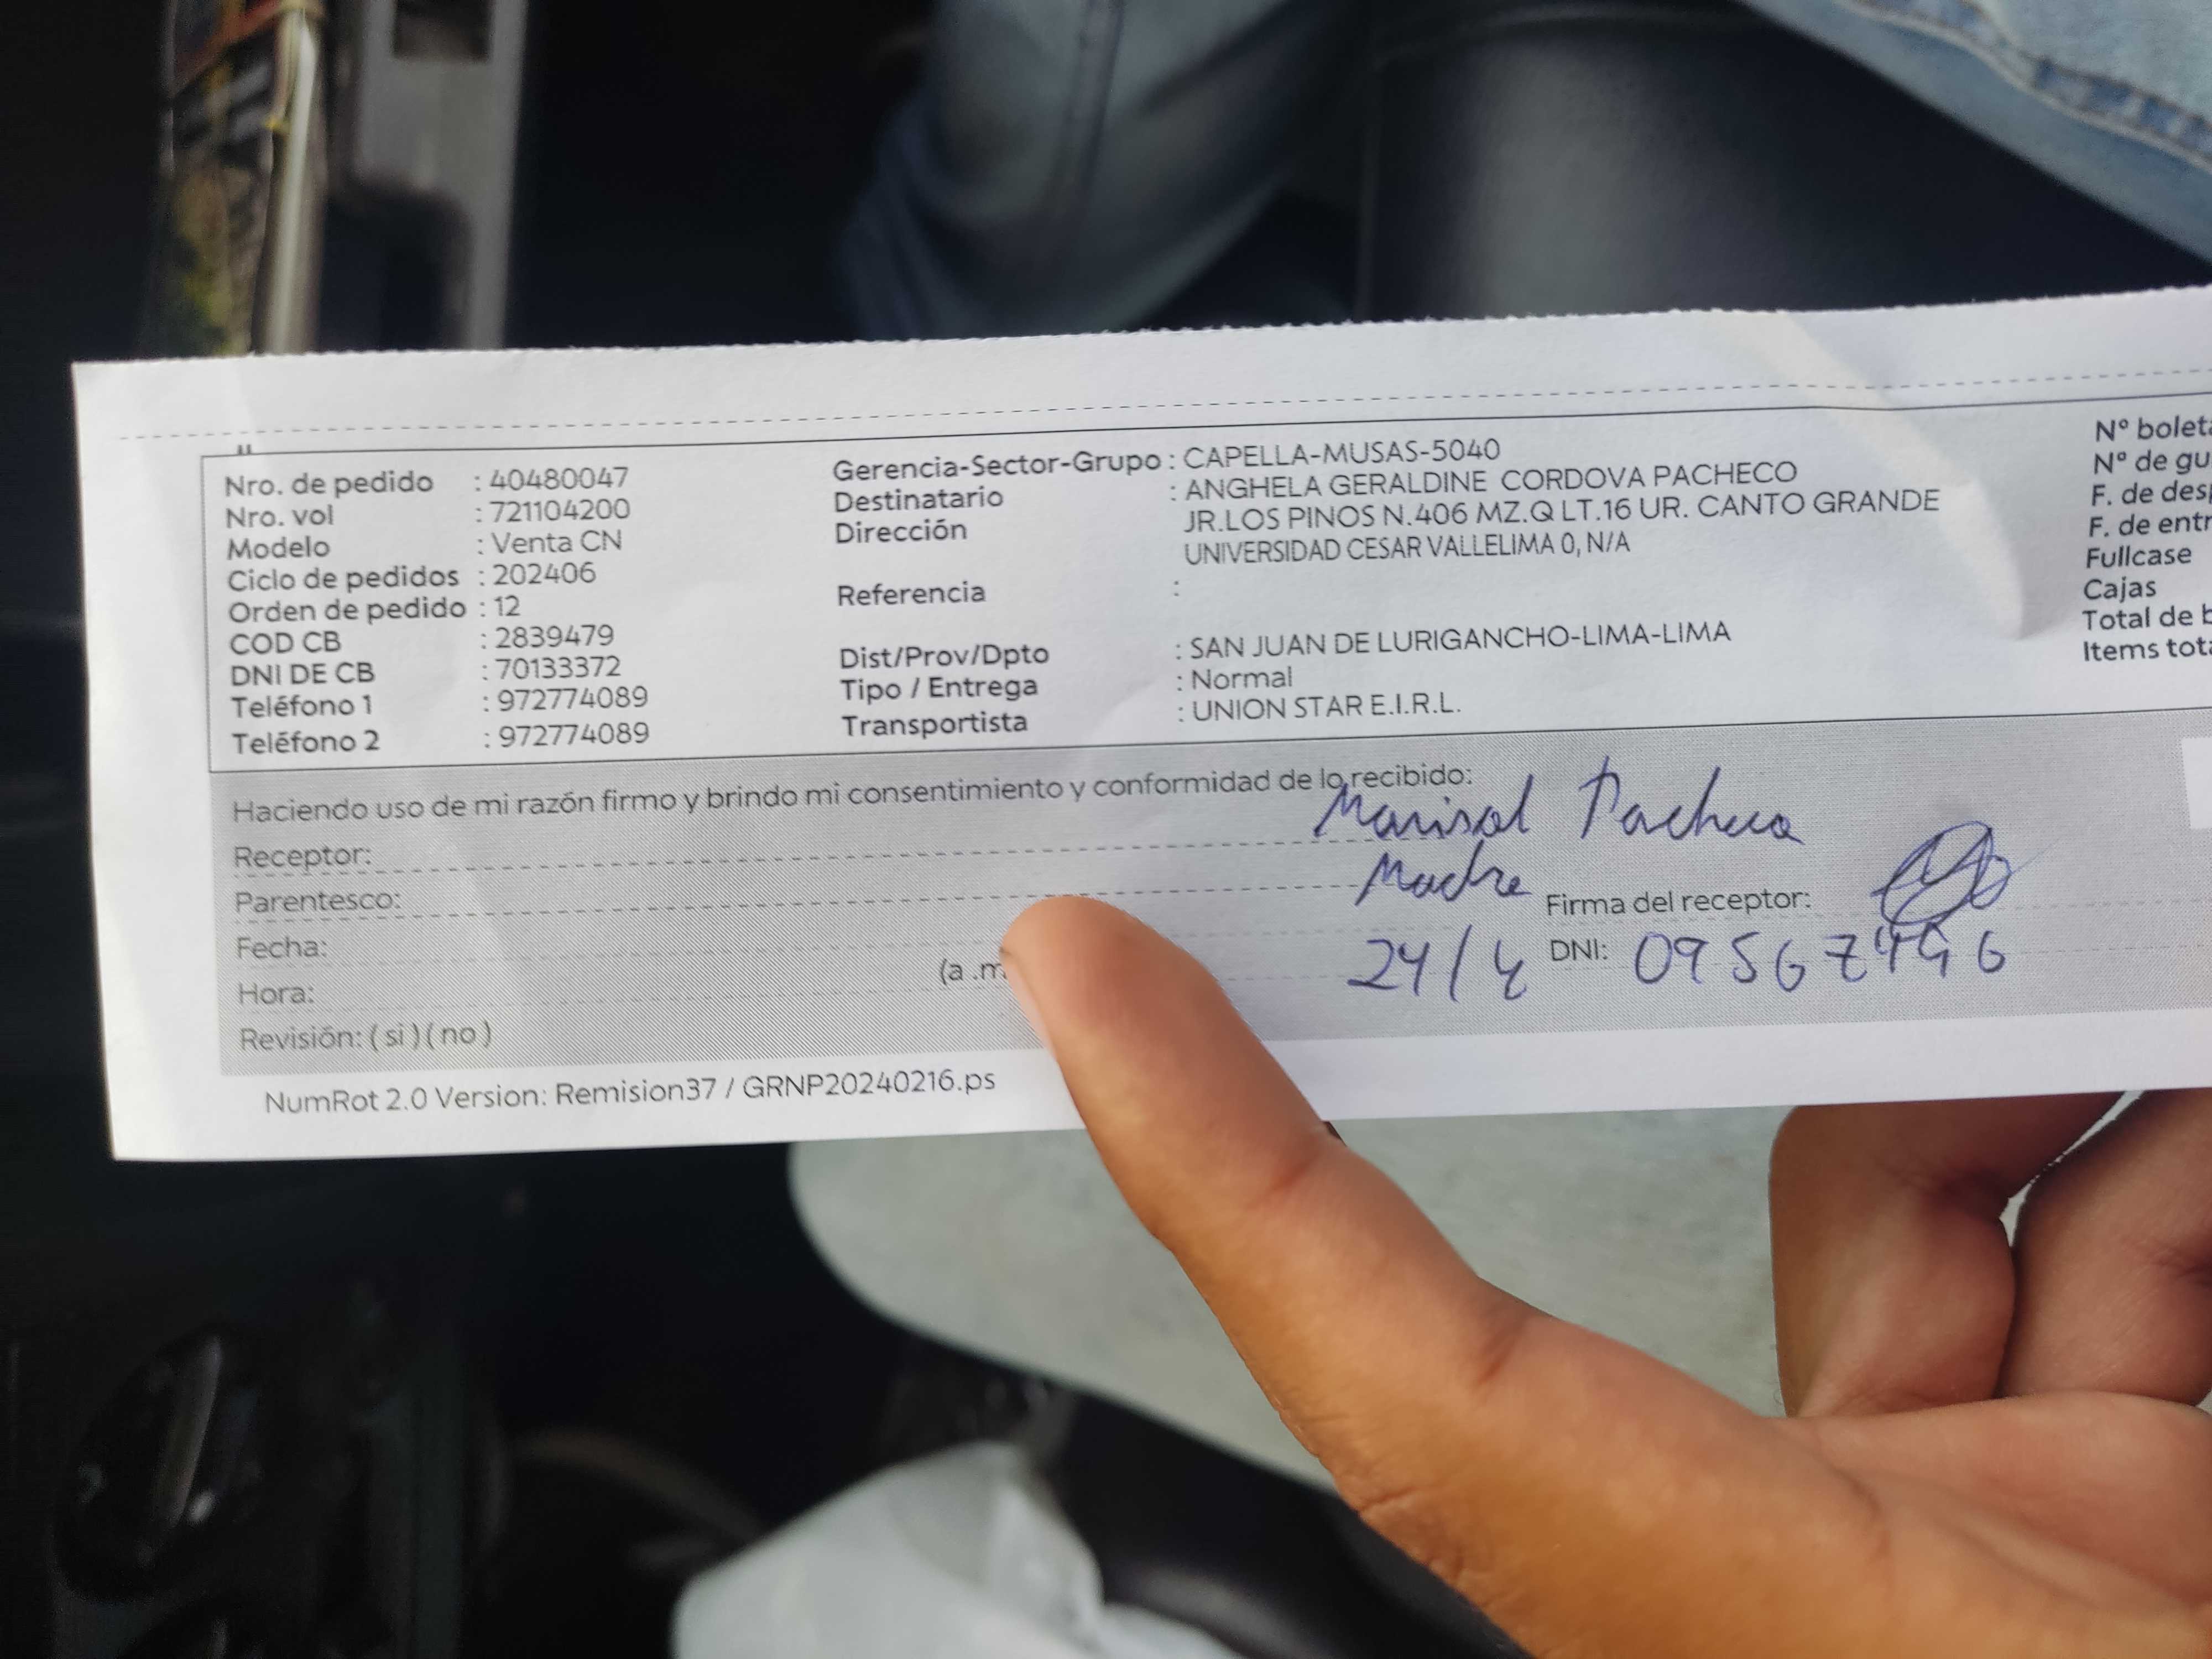 Nro. de pedido : 40480047
Nro. vol : 721104200
Modelo : Venta CN
Ciclo de pedidos : 202406
Orden de pedido : 12
COD CB : 2839479
DNI DE CB : 70133372
Teléfono 1 : 972774089
Teléfono 2 : 972774089
Gerencia-Sector-Grupo : CAPELLA-MUSAS-5040
Destinatario : ANGHELA GERALDINE CORDOVA PACHECO
Dirección JR.LOS PINOS N.406 MZ.Q LT.16 UR. CANTO GRANDE
UNIVERSIDAD CESAR VALLELIMA 0, N/A
Referencia :
Dist/Prov/Dpto : SAN JUAN DE LURIGANCHO-LIMA-LIMA
Tipo / Entrega : Normal
Transportista : UNION STAR E.I.R.L.
Nº boleta
Nº de gu
F. de desp
F. de entr
Fullcase
Cajas
Total de b
Items tota
Haciendo uso de mi razón firmo y brindo mi consentimiento y conformidad de lo recibido:
Receptor: Marisol Pacheco
Parentesco: Madre
Firma del receptor:
Fecha: 24/4
DNI:
Hora: (a .m.
Revisión: ( si ) ( no )
NumRot 2.0 Version: Remision37 / GRNP20240216.ps